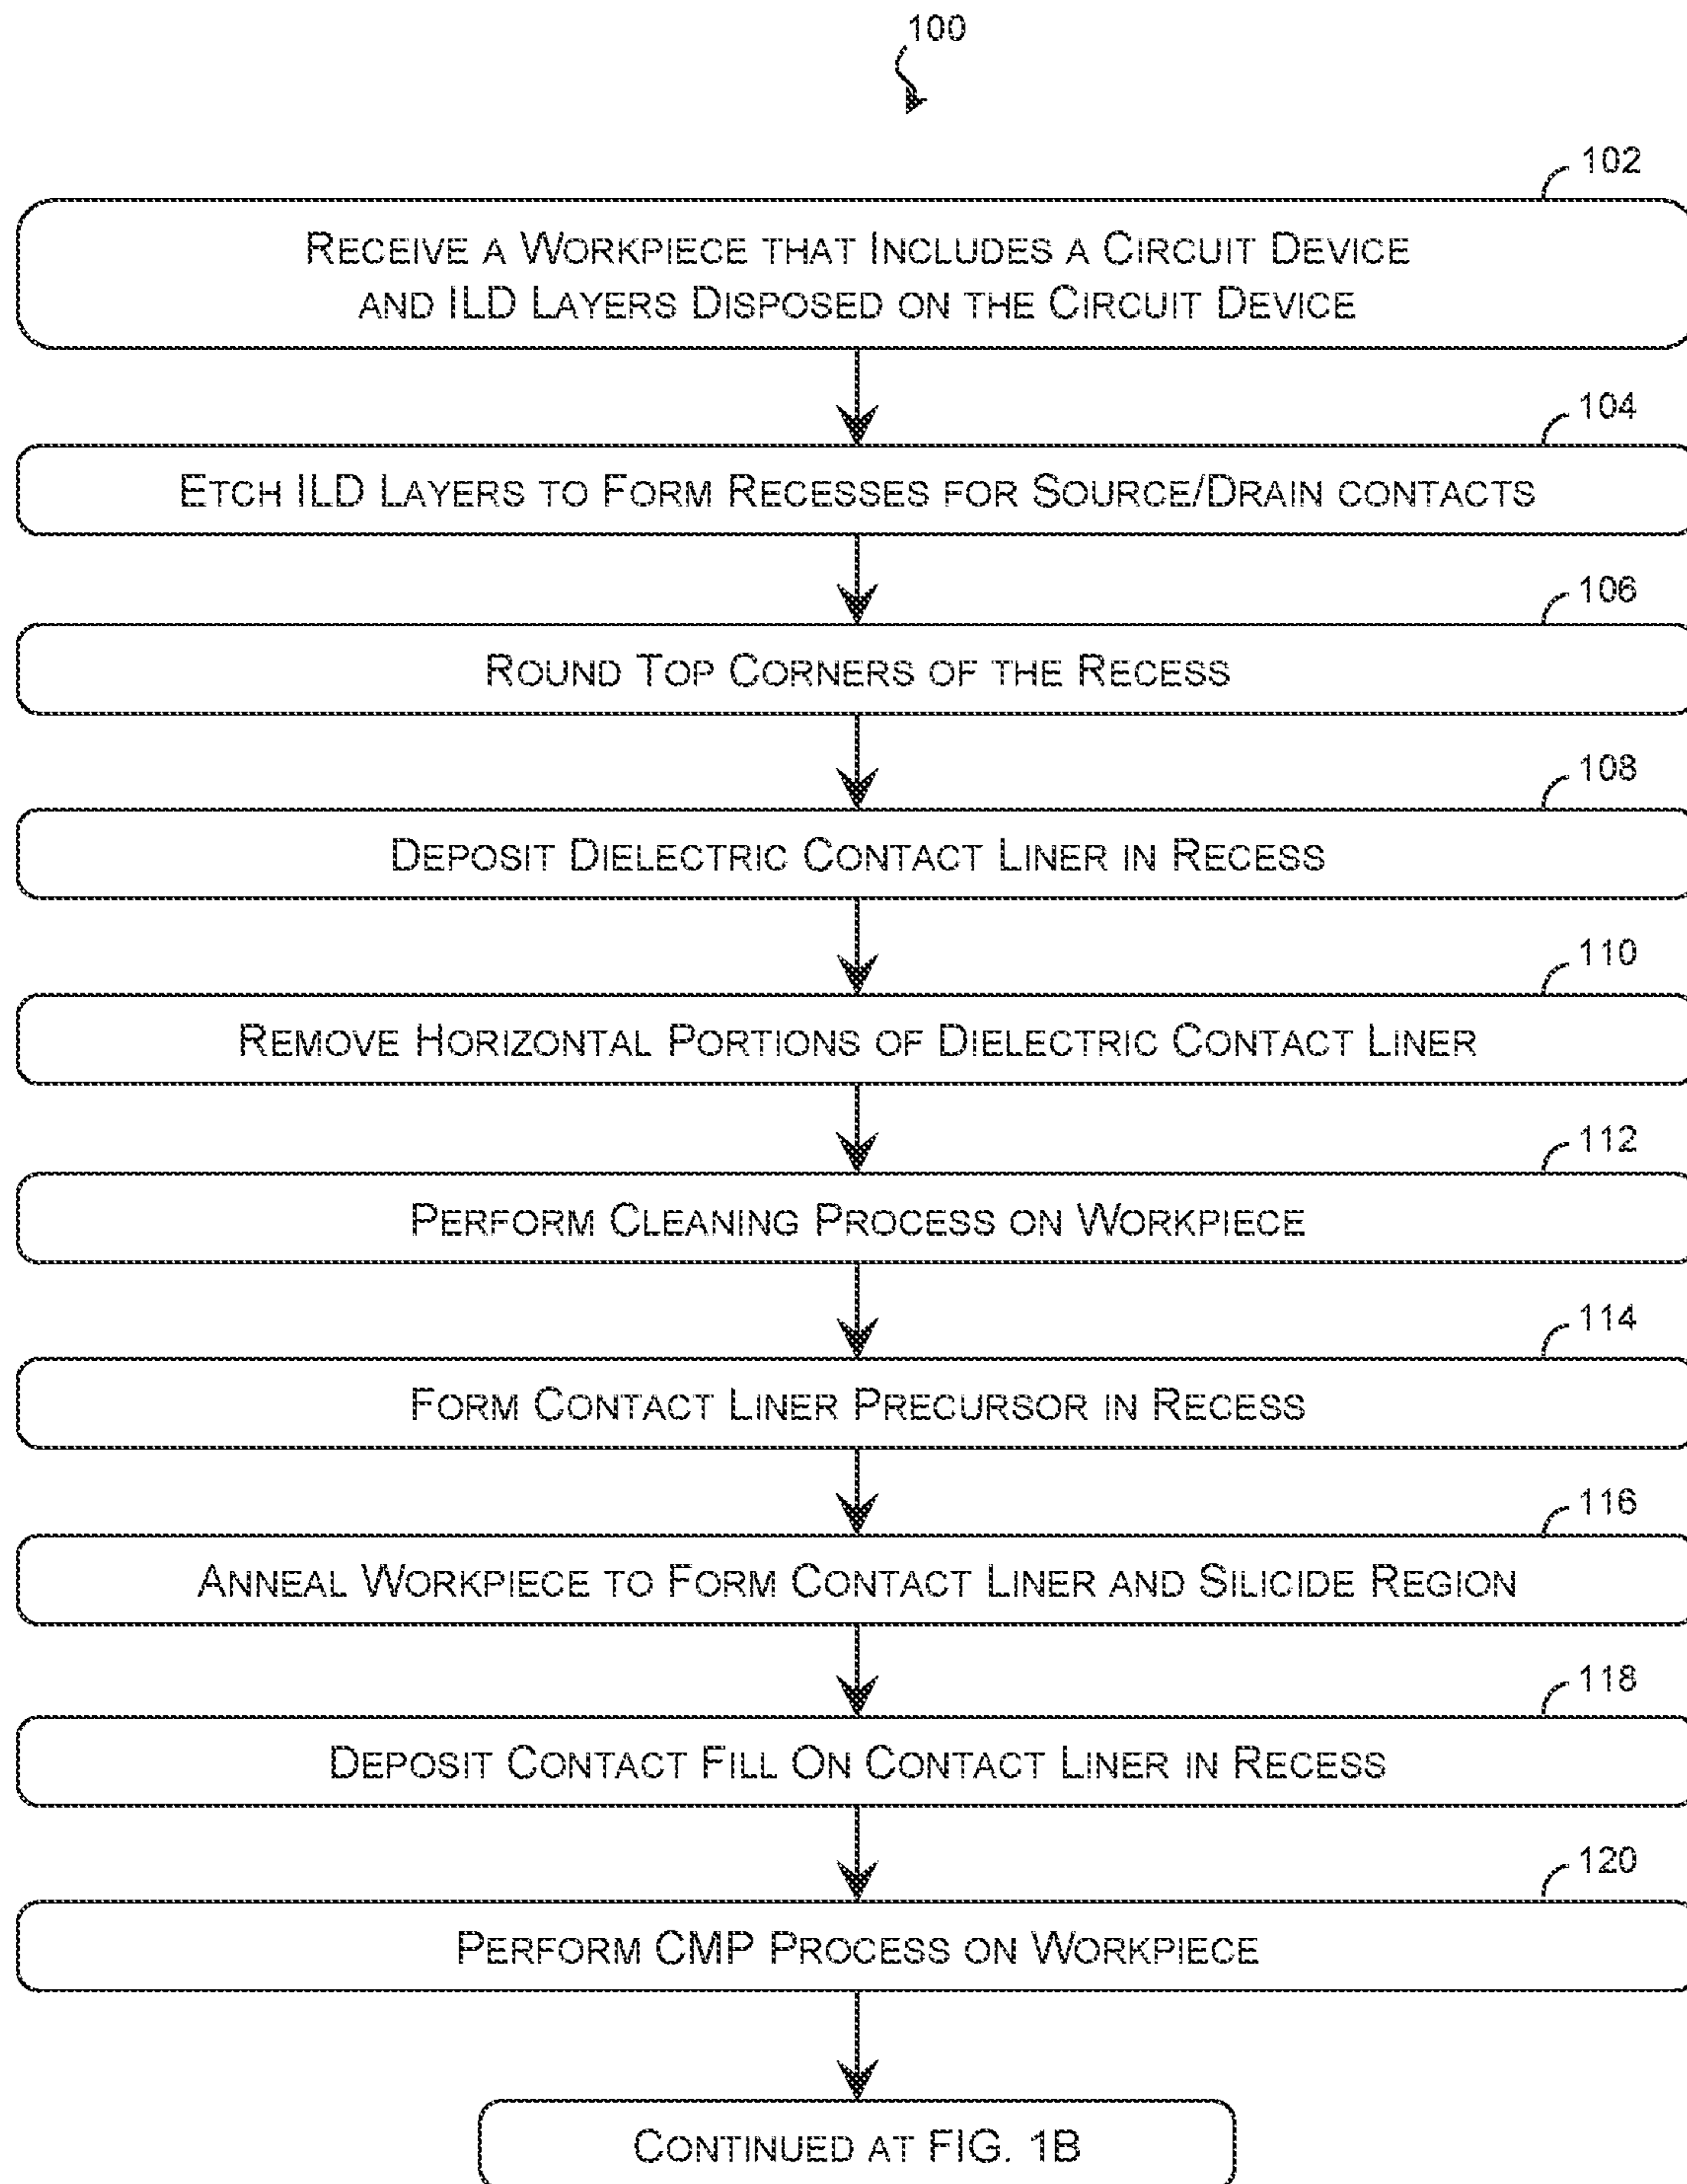 100
102
RECEIVE A WORKPIECE THAT INCLUDES A CIRCUIT DEVICE
AND ILD LAYERS DISPOSED ON THE CIRCUIT DEVICE
104
ETCH ILD LAYERS TO FORM RECESSES FOR SOURCE/DRAIN CONTACTS
106
ROUND TOP CORNERS OF THE RECESS
108
DEPOSIT DIELECTRIC CONTACT LINER IN RECESS
110
REMOVE HORIZONTAL PORTIONS OF DIELECTRIC CONTACT LINER
112
PERFORM CLEANING PROCESS ON WORKPIECE
114
FORM CONTACT LINER PRECURSOR IN RECESS
116
ANNEAL WORKPIECE TO FORM CONTACT LINER AND SILICIDE REGION
118
DEPOSIT CONTACT FILL ON CONTACT LINER IN RECESS
120
PERFORM CMP PROCESS ON WORKPIECE
CONTINUED AT FIG. 1B